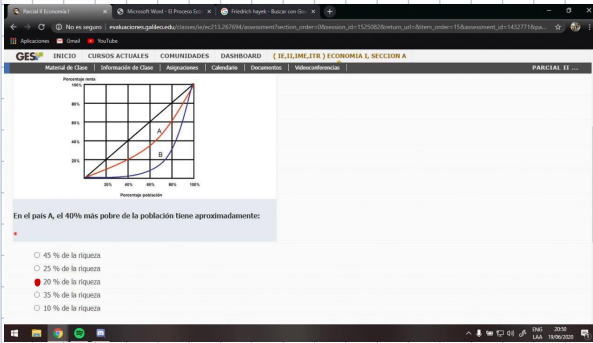 Parcial II Economia I
Microsoft Word - El Proceso Eco
Friedrich hayek - Buscar con Goo
No es seguro | evaluaciones.galileo.edu/classes/ie/ec213.267694/assessment?section_order=0&session_id=1525082&return_url=&item_order=15&assessment_id=1432771&pa...
Aplicaciones Gmail YouTube
GES INICIO CURSOS ACTUALES COMUNIDADES DASHBOARD ( IE,II,IME,ITR ) ECONOMIA I, SECCION A
Material de Clase | Información de Clase | Asignaciones | Calendario | Documentos | Videoconferencias | PARCIAL II ...
Porcentaje renta
100%
80%
60%
A
40%
B
20%
20% 40% 60% 80% 100%
Porcentaje población
En el país A, el 40% más pobre de la población tiene aproximadamente:
45 % de la riqueza
25 % de la riqueza
20 % de la riqueza
35 % de la riqueza
10 % de la riqueza
ENG 20:50
LAA 19/06/2020